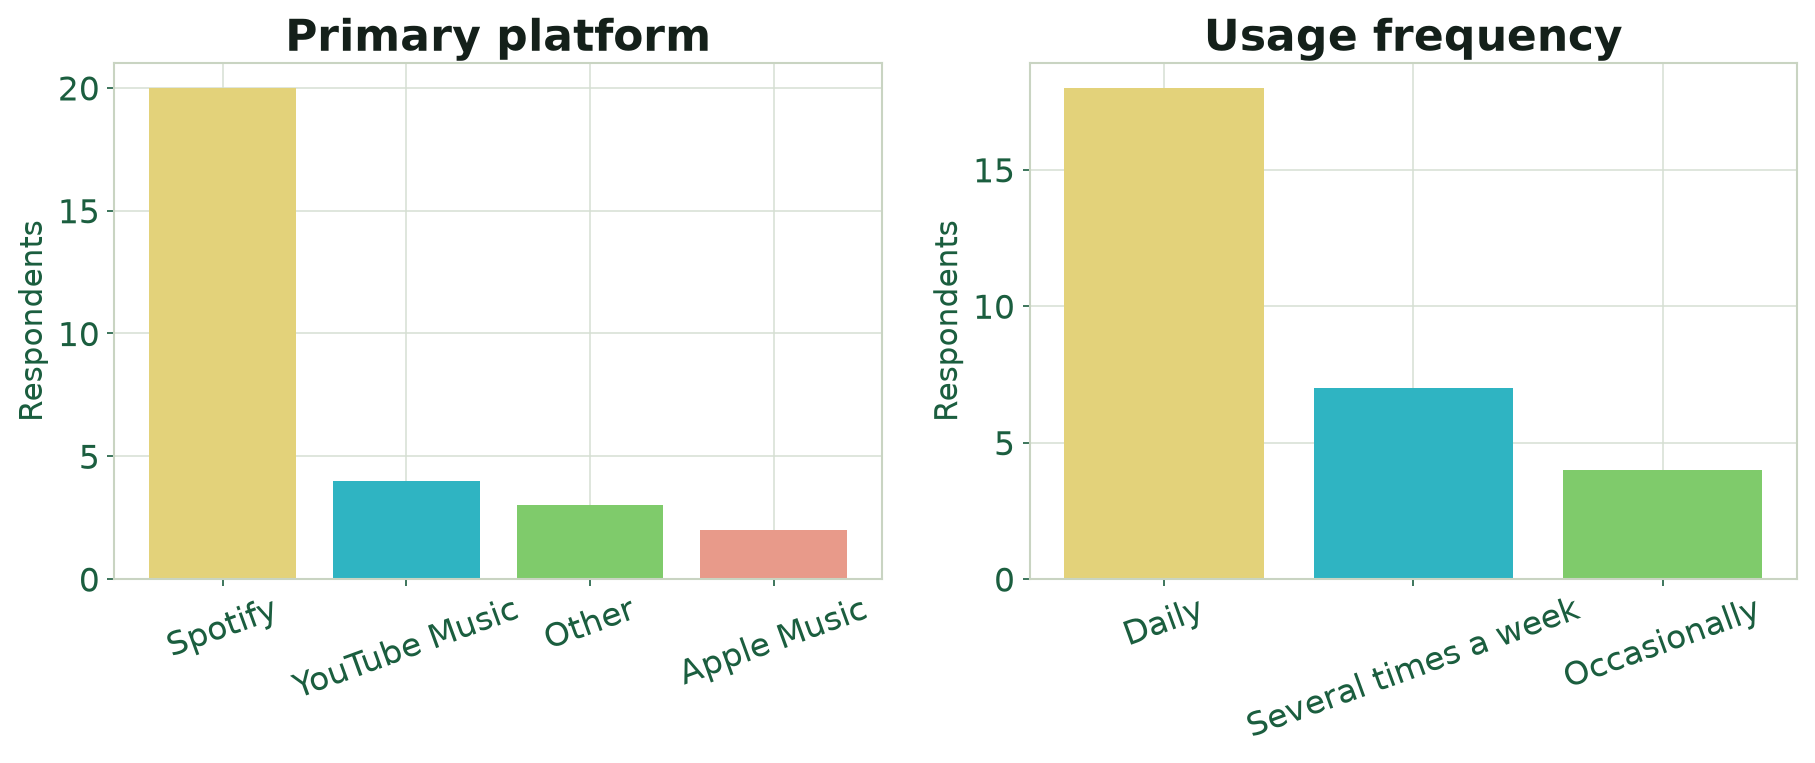 Primary platform
Respondents
20
15
10
5
0
Spotify
YouTube Music
Other
Apple Music
Usage frequency
Respondents
15
10
5
0
Daily
Several times a week
Occasionally